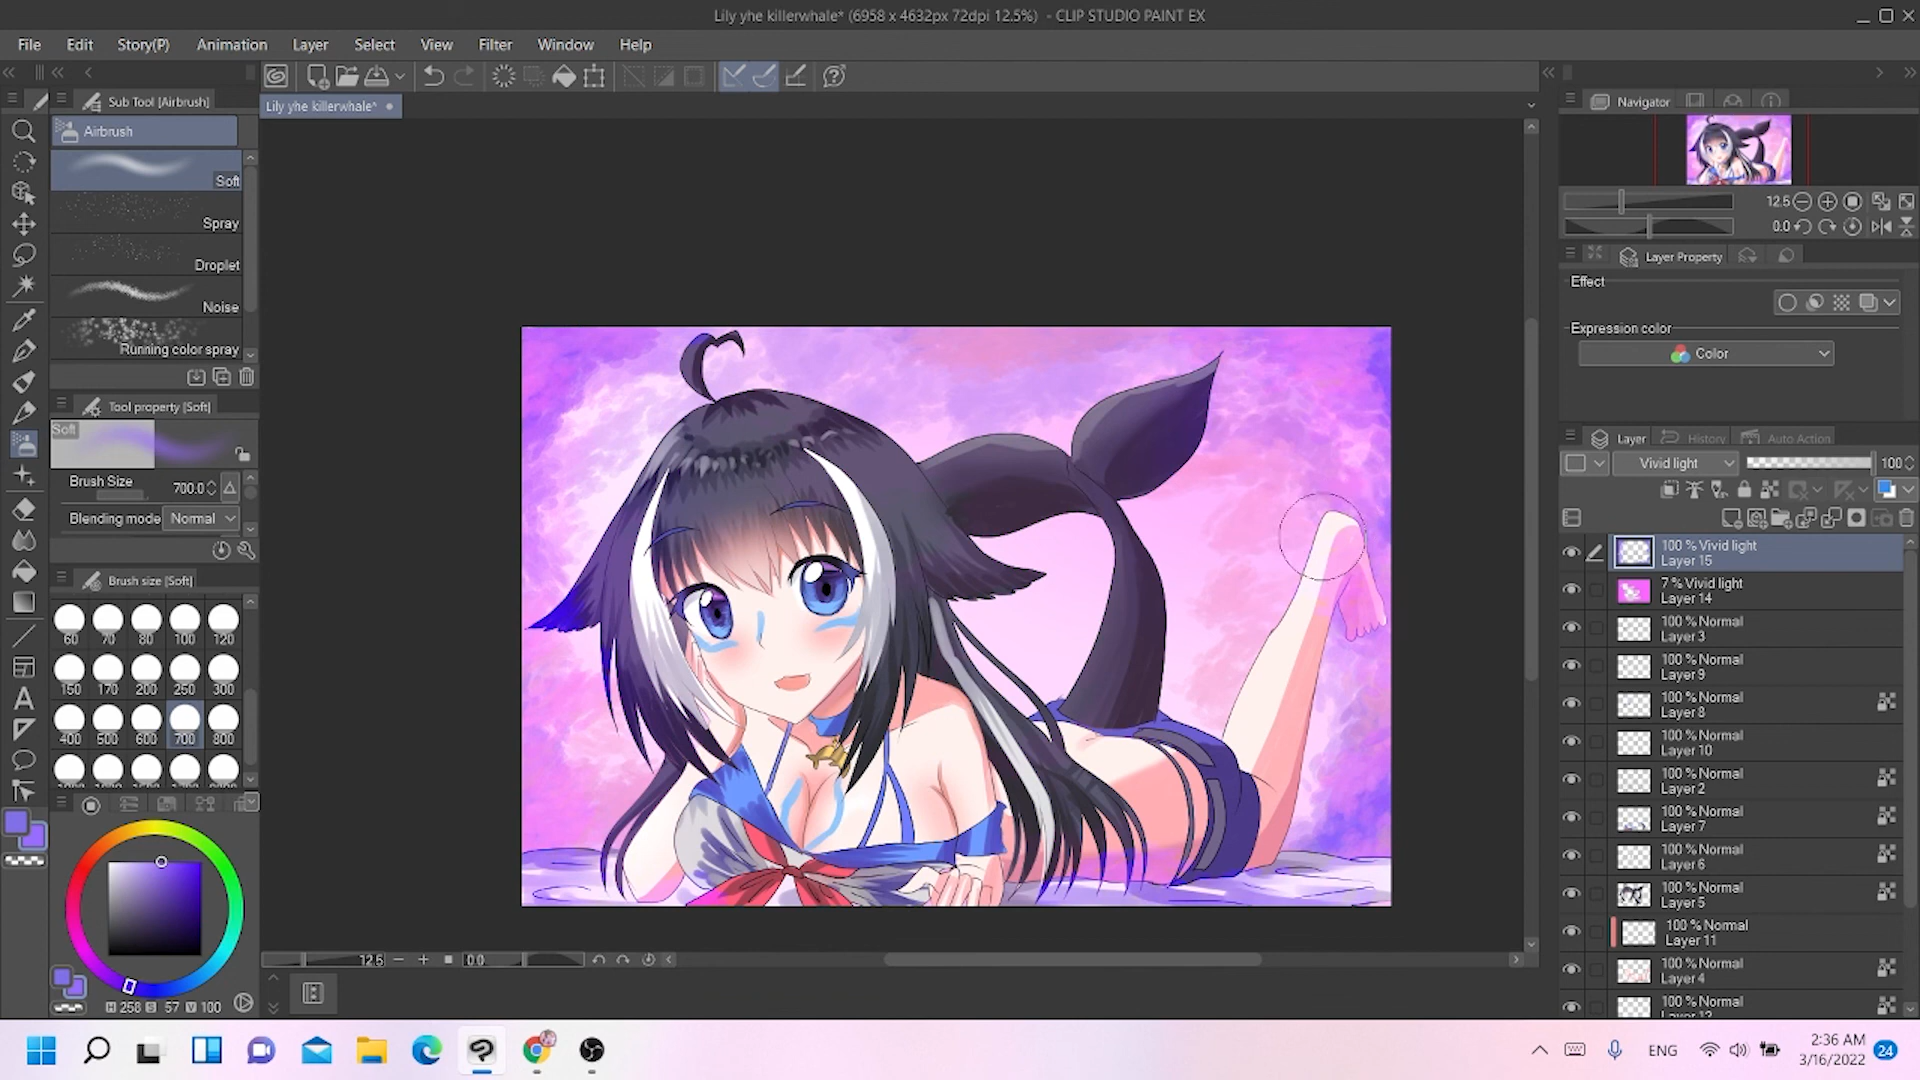 Lily yhe killerwhale* (6958 x 4632px 72dpi 12.5%) - CLIP STUDIO PAINT EX
File Edit Story(P) Animation Layer Select View Filter Window Help
Sub Tool [Airbrush]
Airbrush
Soft
Spray
Droplet
Noise
Running color spray
Tool property [Soft]
Soft
Brush Size 700.0
Blending mode Normal
Brush size [Soft]
60 70 80 100 120
150 170 200 250 300
400 500 600 700 800
H 258 S 57 V 100
Lily yhe killerwhale*
12.5 0.0
Navigator
12.5
0.0
Layer Property
Effect
Expression color
Color
Layer History Auto Action
Vivid light 100
100 % Vivid light
Layer 15
7 % Vivid light
Layer 14
100 % Normal
Layer 3
100 % Normal
Layer 9
100 % Normal
Layer 8
100 % Normal
Layer 10
100 % Normal
Layer 2
100 % Normal
Layer 7
100 % Normal
Layer 6
100 % Normal
Layer 5
100 % Normal
Layer 11
100 % Normal
Layer 4
100 % Normal
ENG
2:36 AM
3/16/2022
24